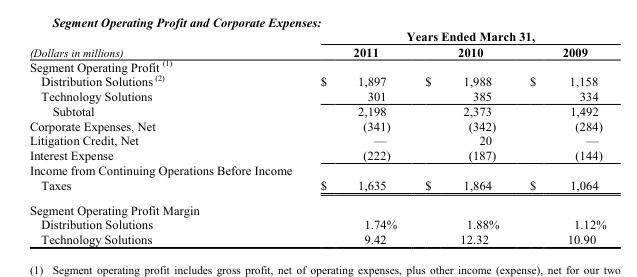 Segment Operating Profit and Corporate Expenses:
Years Ended March 31,
(Dollars in millions) 2011 2010 2009
Segment Operating Profit (1)
Distribution Solutions (2) $ 1,897 $ 1,988 $ 1,158
Technology Solutions 301 385 334
Subtotal 2,198 2,373 1,492
Corporate Expenses, Net (341) (342) (284)
Litigation Credit, Net — 20 —
Interest Expense (222) (187) (144)
Income from Continuing Operations Before Income
Taxes $ 1,635 $ 1,864 $ 1,064
Segment Operating Profit Margin
Distribution Solutions 1.74% 1.88% 1.12%
Technology Solutions 9.42 12.32 10.90
(1) Segment operating profit includes gross profit, net of operating expenses, plus other income (expense), net for our two